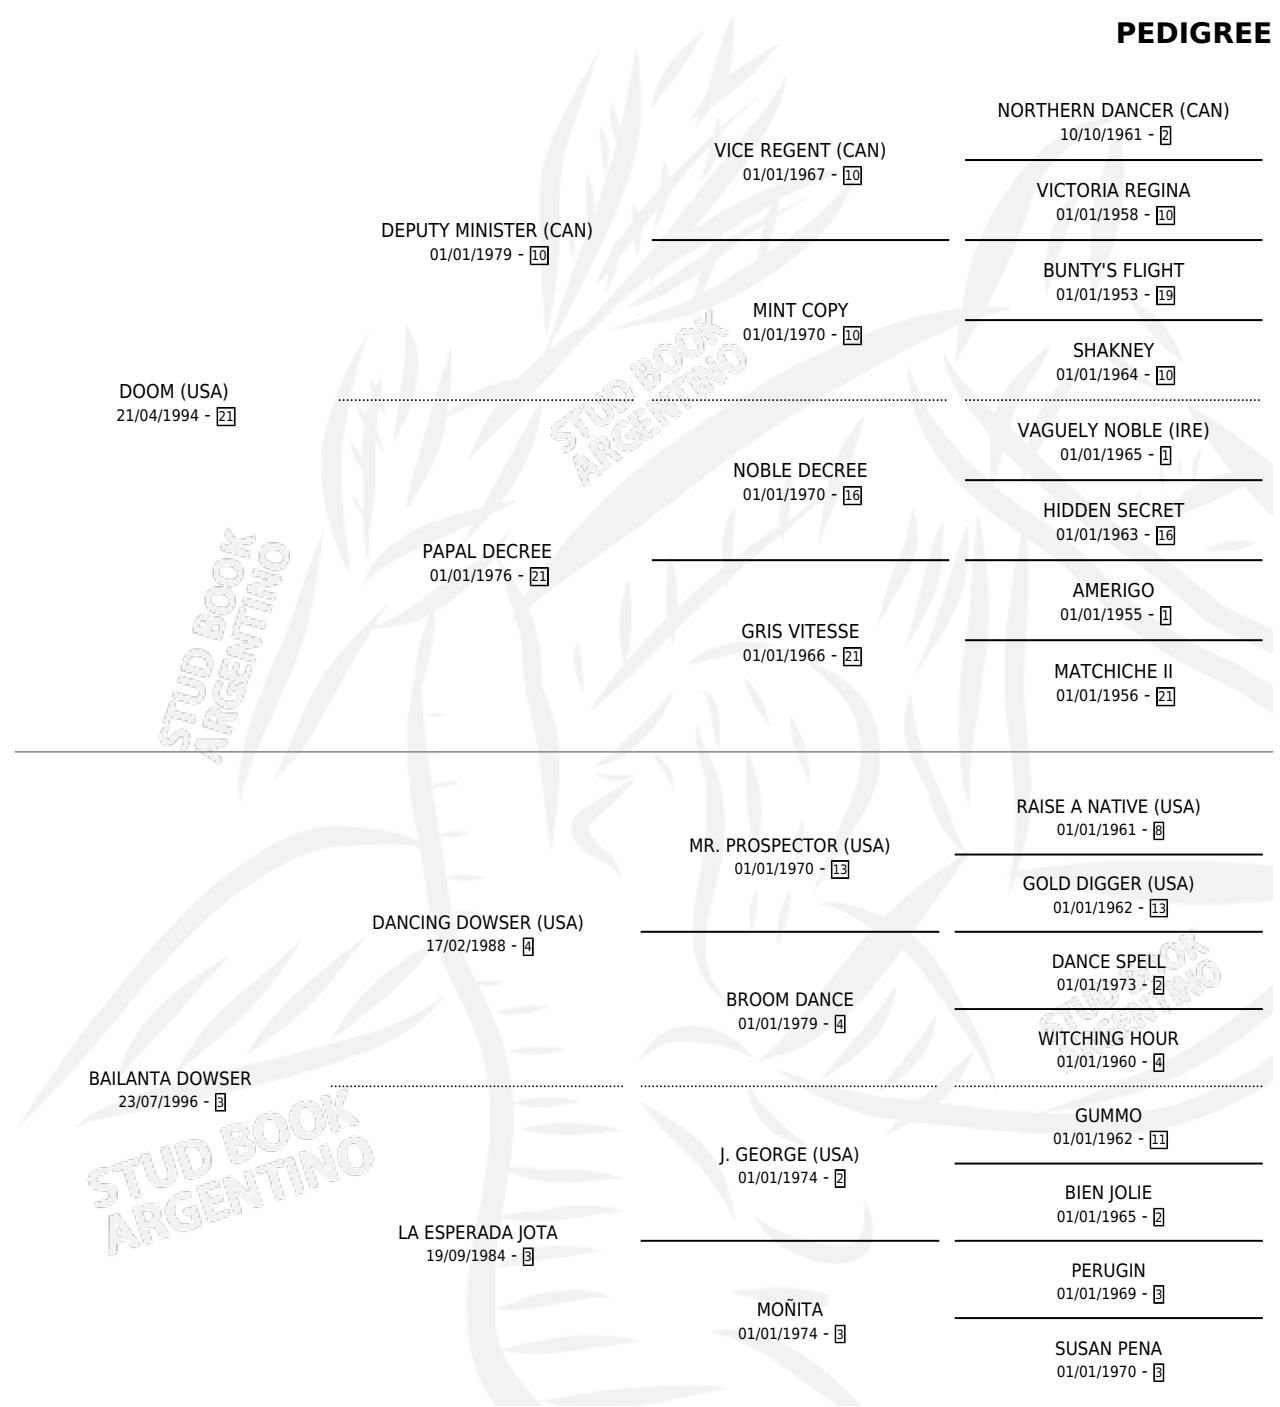 PEDIGREE
NORTHERN DANCER (CAN)
10/10/1961 - 2
VICE REGENT (CAN)
01/01/1967 - 10
VICTORIA REGINA
01/01/1958 - 10
DEPUTY MINISTER (CAN)
01/01/1979 - 10
BUNTY'S FLIGHT
01/01/1953 - 19
MINT COPY
01/01/1970 - 10
SHAKNEY
01/01/1964 - 10
DOOM (USA)
21/04/1994 - 21
VAGUELY NOBLE (IRE)
01/01/1965 - 1
NOBLE DECREE
01/01/1970 - 16
HIDDEN SECRET
01/01/1963 - 16
PAPAL DECREE
01/01/1976 - 21
AMERIGO
01/01/1955 - 1
GRIS VITESSE
01/01/1966 - 21
MATCHICHE II
01/01/1956 - 21
STUD BOOK
ARGENTINO
STUD BOOK
ARGENTINO
RAISE A NATIVE (USA)
01/01/1961 - 8
MR. PROSPECTOR (USA)
01/01/1970 - 13
GOLD DIGGER (USA)
01/01/1962 - 13
DANCING DOWSER (USA)
17/02/1988 - 4
DANCE SPELL
01/01/1973 - 2
BROOM DANCE
01/01/1979 - 4
WITCHING HOUR
01/01/1960 - 4
BAILANTA DOWSER
23/07/1996 - 3
GUMMO
01/01/1962 - 11
J. GEORGE (USA)
01/01/1974 - 2
BIEN JOLIE
01/01/1965 - 2
LA ESPERADA JOTA
19/09/1984 - 3
PERUGIN
01/01/1969 - 3
MOÑITA
01/01/1974 - 3
SUSAN PENA
01/01/1970 - 3
STUD BOOK
ARGENTINO
STUD BOOK
ARGENTINO